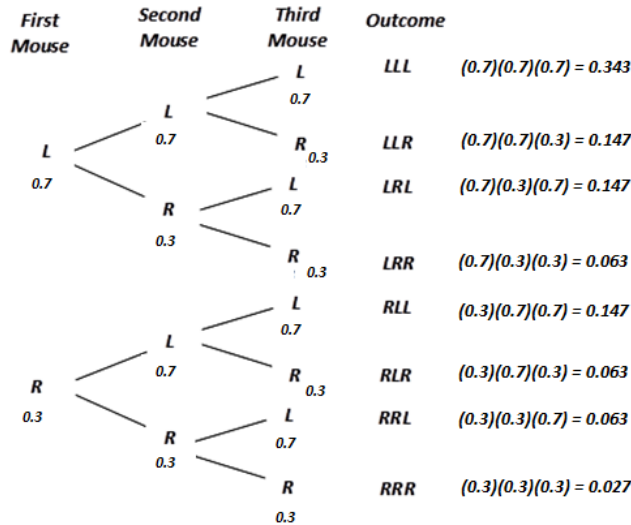 First Mouse
Second Mouse
Third Mouse
Outcome
L
0.7
LLL (0.7)(0.7)(0.7) = 0.343
L
0.7
R 0.3
LLR (0.7)(0.7)(0.3) = 0.147
L
0.7
L
0.7
LRL (0.7)(0.3)(0.7) = 0.147
R
0.3
R 0.3
LRR (0.7)(0.3)(0.3) = 0.063
L
0.7
RLL (0.3)(0.7)(0.7) = 0.147
L
0.7
R 0.3
RLR (0.3)(0.7)(0.3) = 0.063
R
0.3
L
0.7
RRL (0.3)(0.3)(0.7) = 0.063
R
0.3
R
0.3
RRR (0.3)(0.3)(0.3) = 0.027